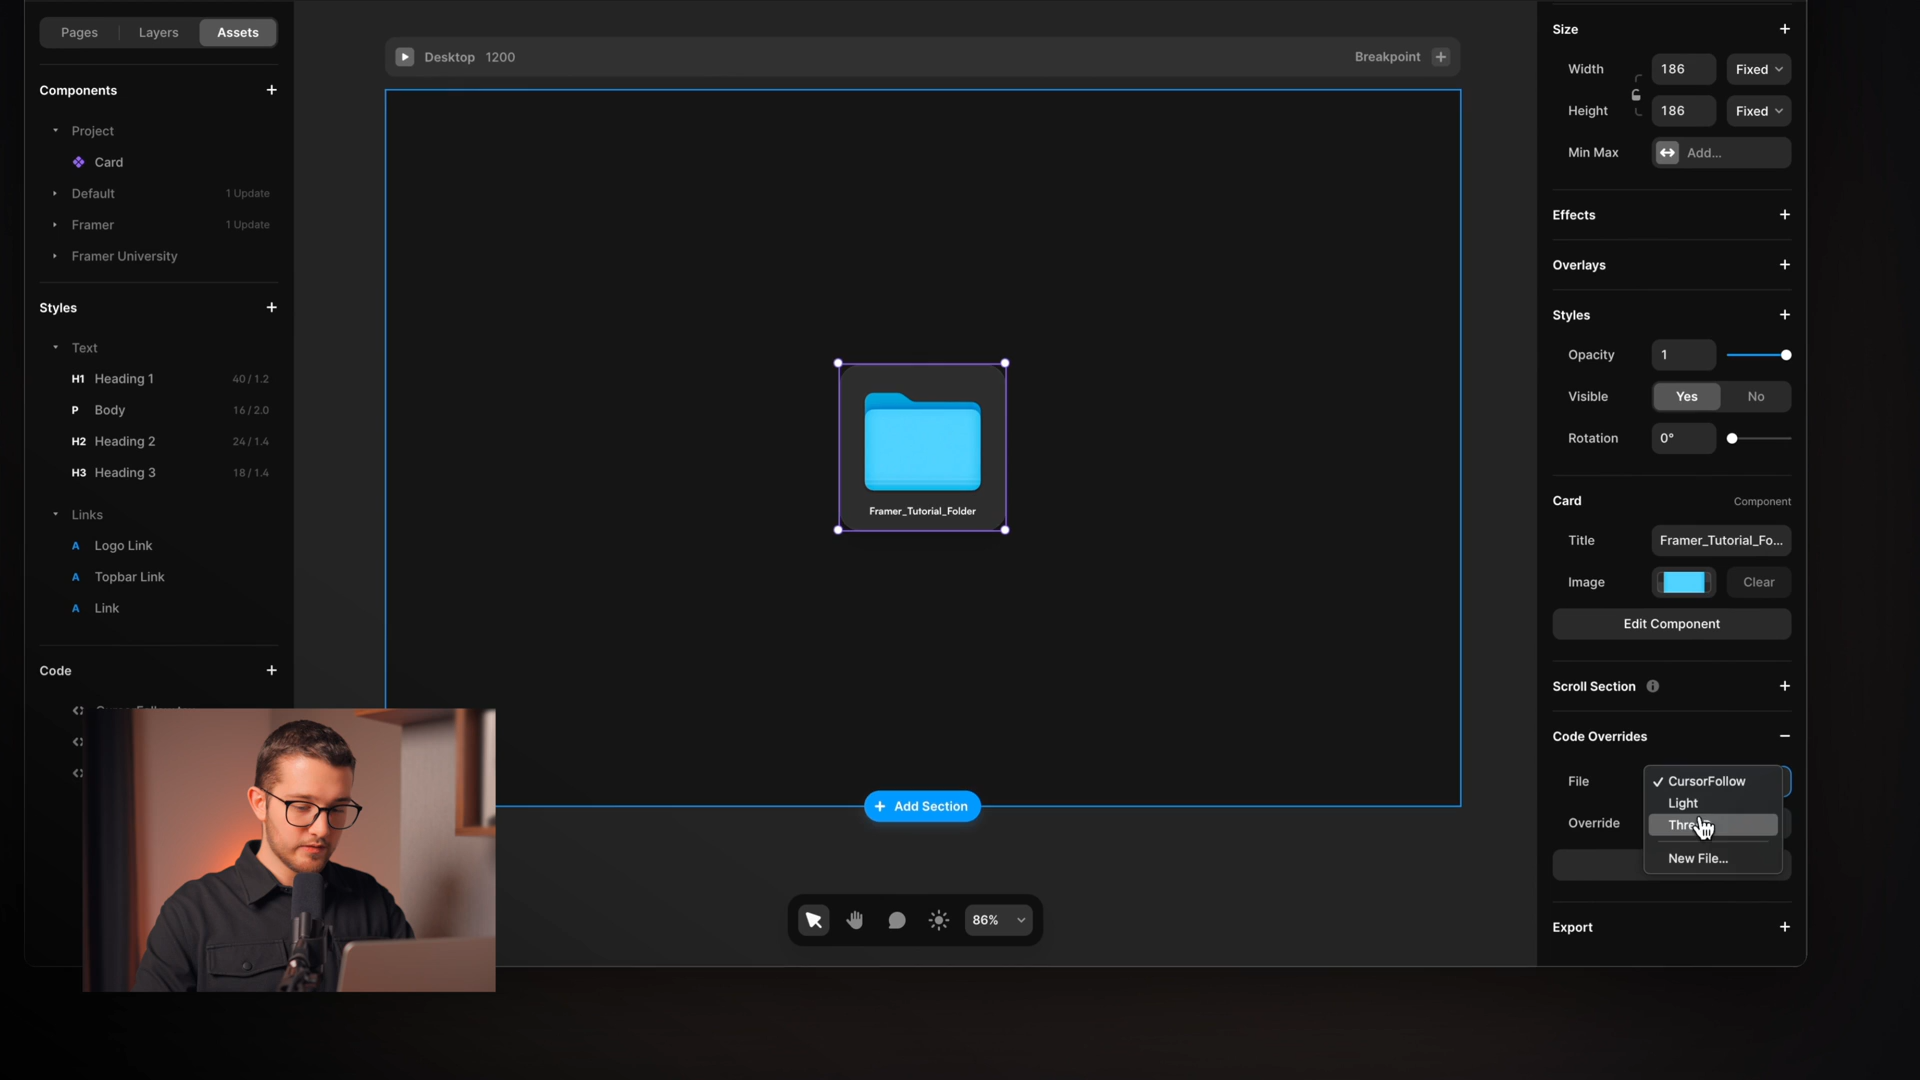 Pages
Layers
Assets
Components
Project
Card
Default 1 Update
Framer 1 Update
Framer University
Styles
Text
H1 Heading 1 40 / 1.2
P Body 16 / 2.0
H2 Heading 2 24 / 1.4
H3 Heading 3 18 / 1.4
Links
A Logo Link
A Topbar Link
A Link
Code
Desktop 1200
Breakpoint
Framer_Tutorial_Folder
Add Section
86%
Size
Width 186 Fixed
Height 186 Fixed
Min Max Add...
Effects
Overlays
Styles
Opacity 1
Visible Yes No
Rotation 0°
Card Component
Title Framer_Tutorial_Fo...
Image Clear
Edit Component
Scroll Section
Code Overrides
File CursorFollow
Light
Override
New File...
Export